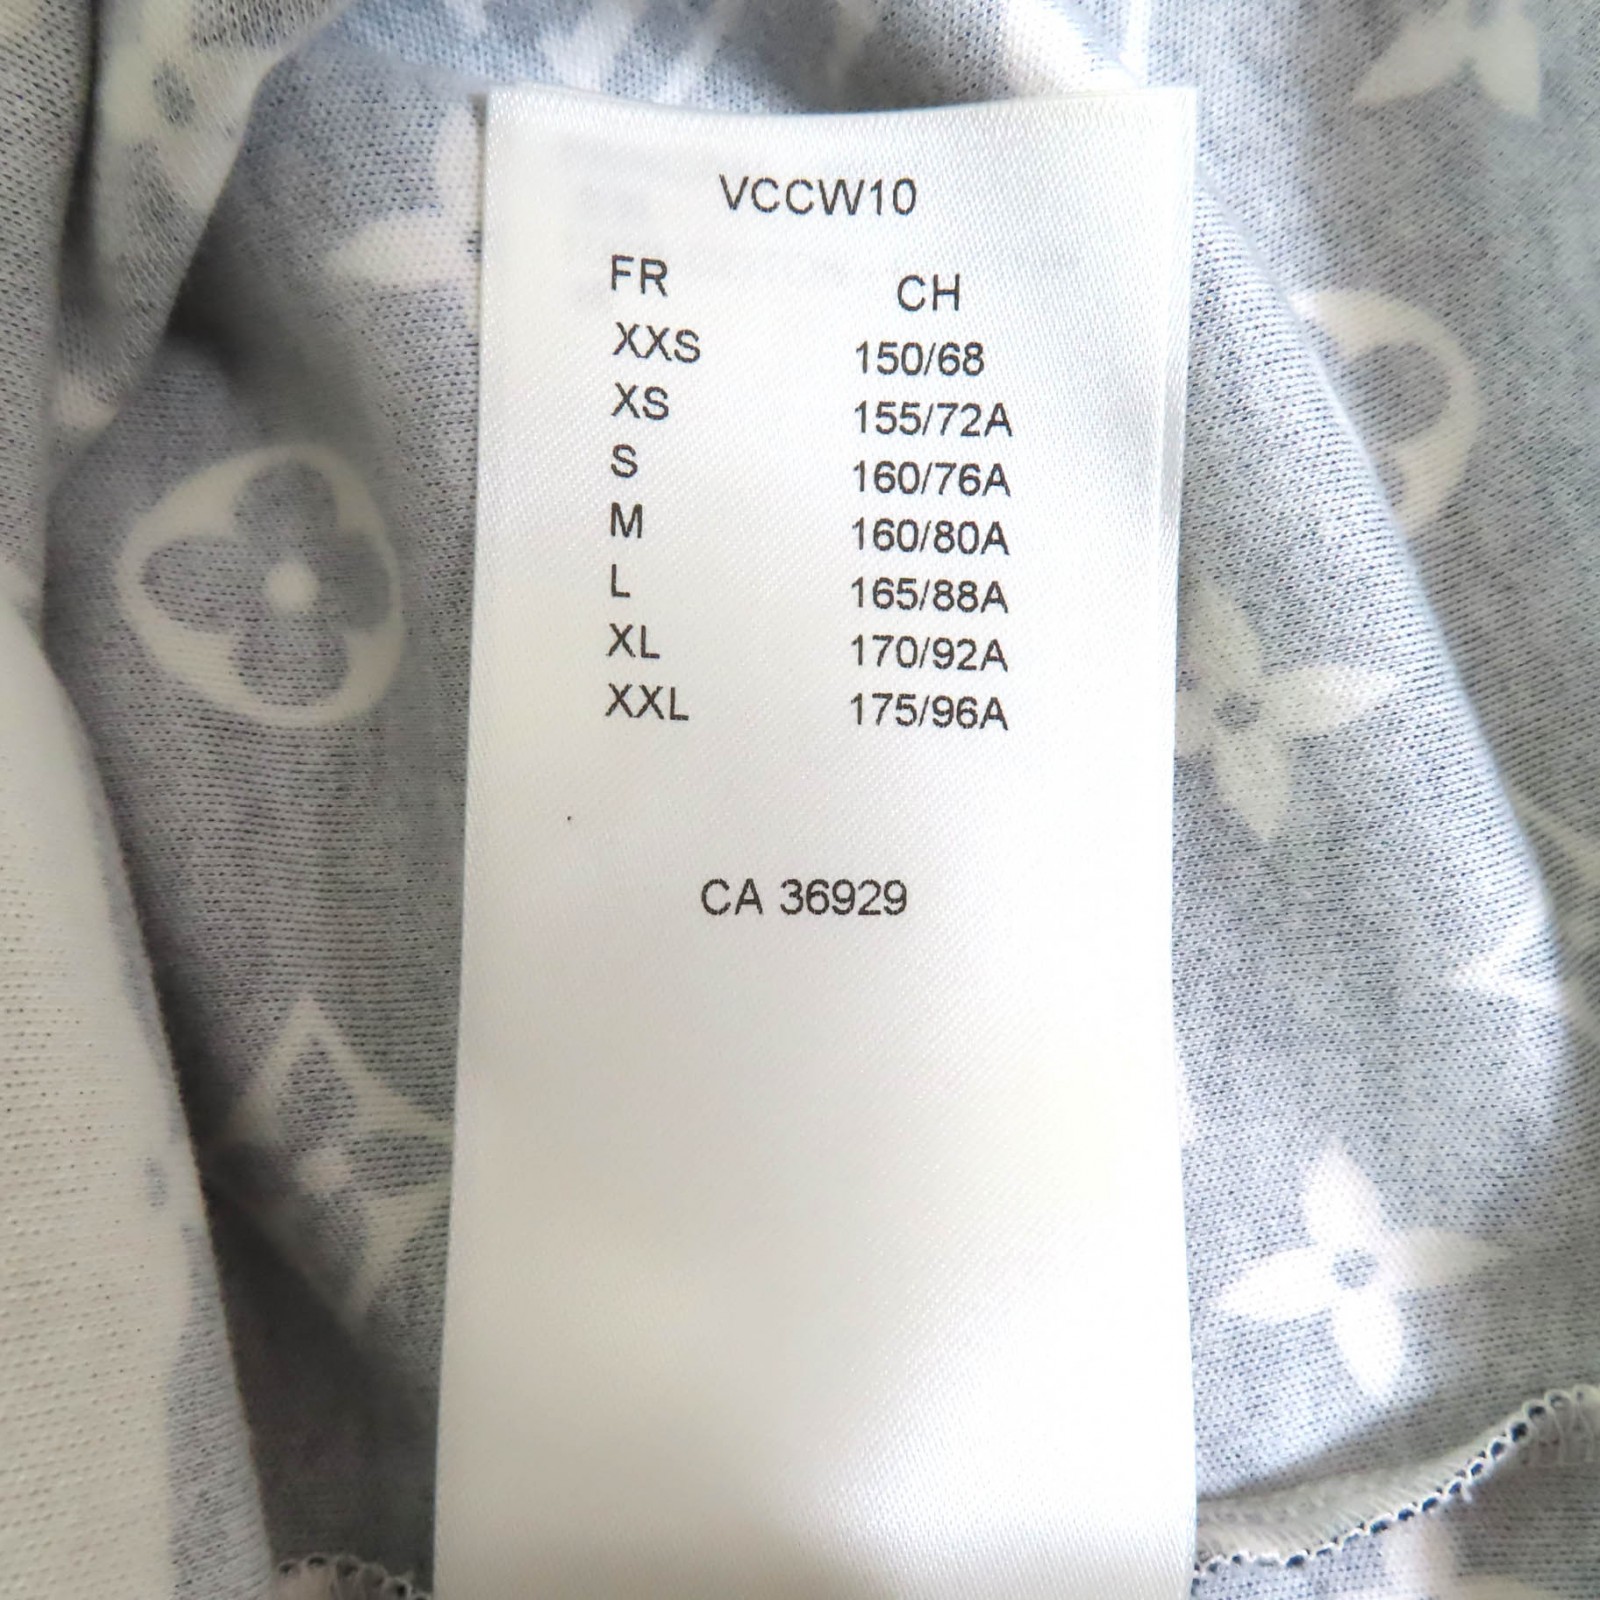 VCCW10
FR CH
XXS 150/68
XS 155/72A
S 160/76A
M 160/80A
L 165/88A
XL 170/92A
XXL 175/96A
CA 36929